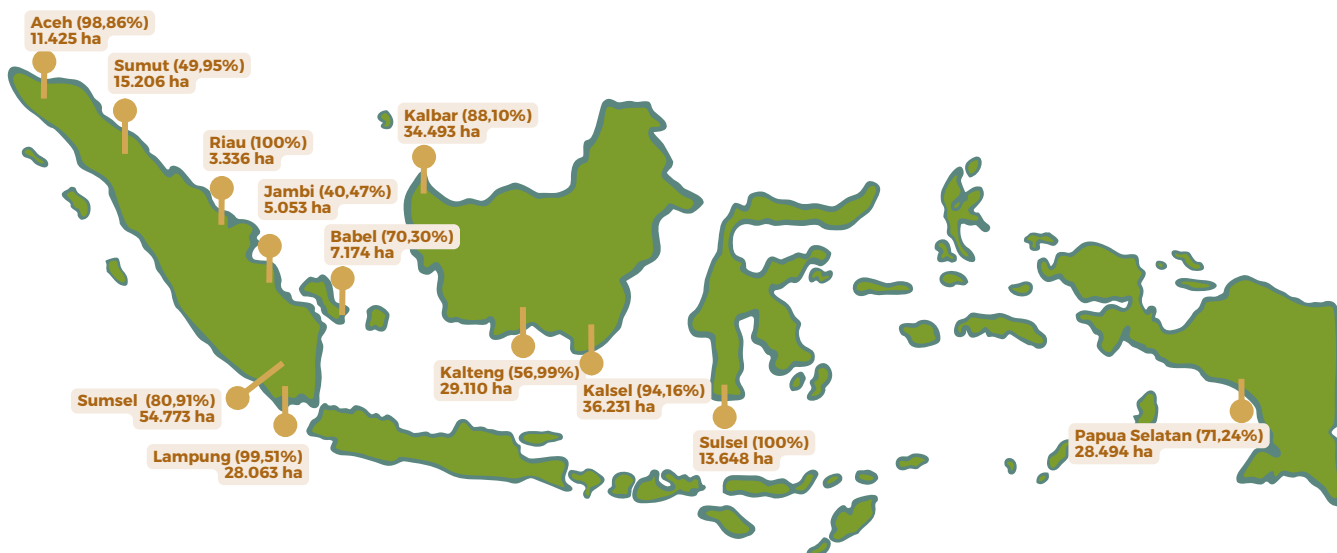 Aceh (98,86%)
11.425 ha
Sumut (49,95%)
15.206 ha
Riau (100%)
3.336 ha
Jambi (40,47%)
5.053 ha
Babel (70,30%)
7.174 ha
Kalbar (88,10%)
34.493 ha
Sumsel (80,91%)
54.773 ha
Lampung (99,51%)
28.063 ha
Kalteng (56,99%)
29.110 ha
Kalsel (94,16%)
36.231 ha
Sulsel (100%)
13.648 ha
Papua Selatan (71,24%)
28.494 ha